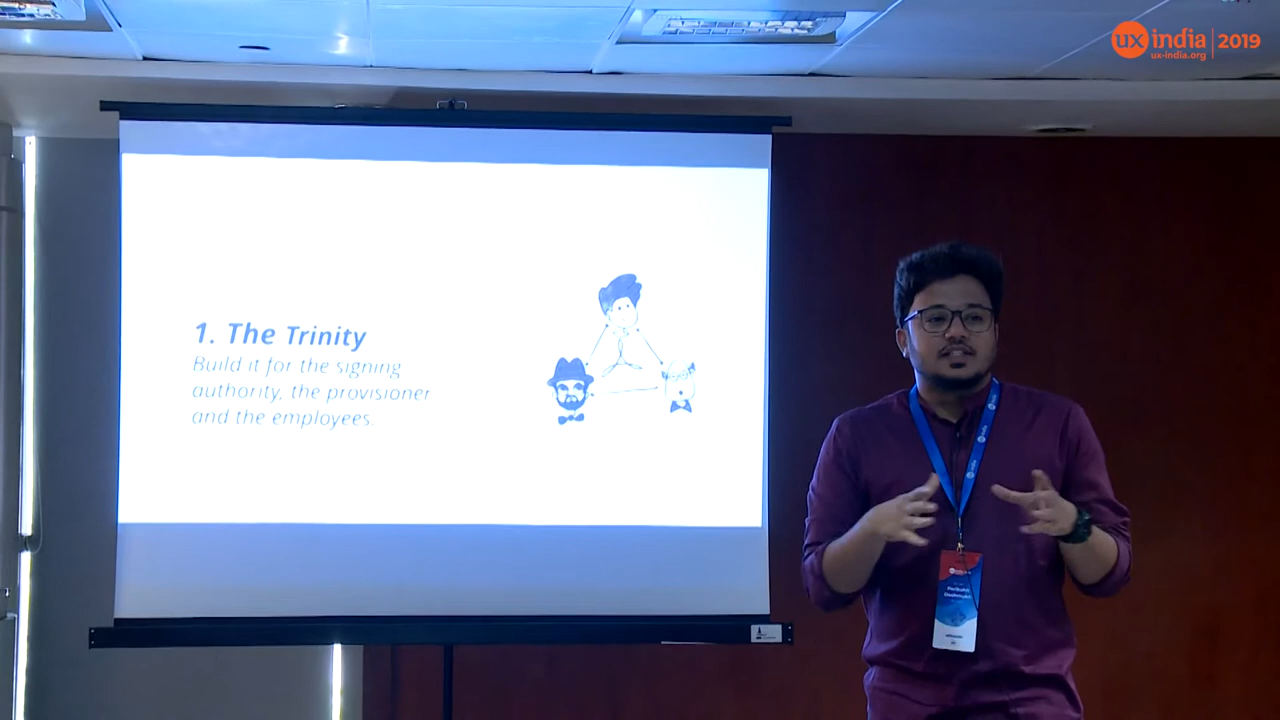 ux india 2019
ux-india.org
1. The Trinity
Build it for the signing
authority, the provisioner
and the employees.